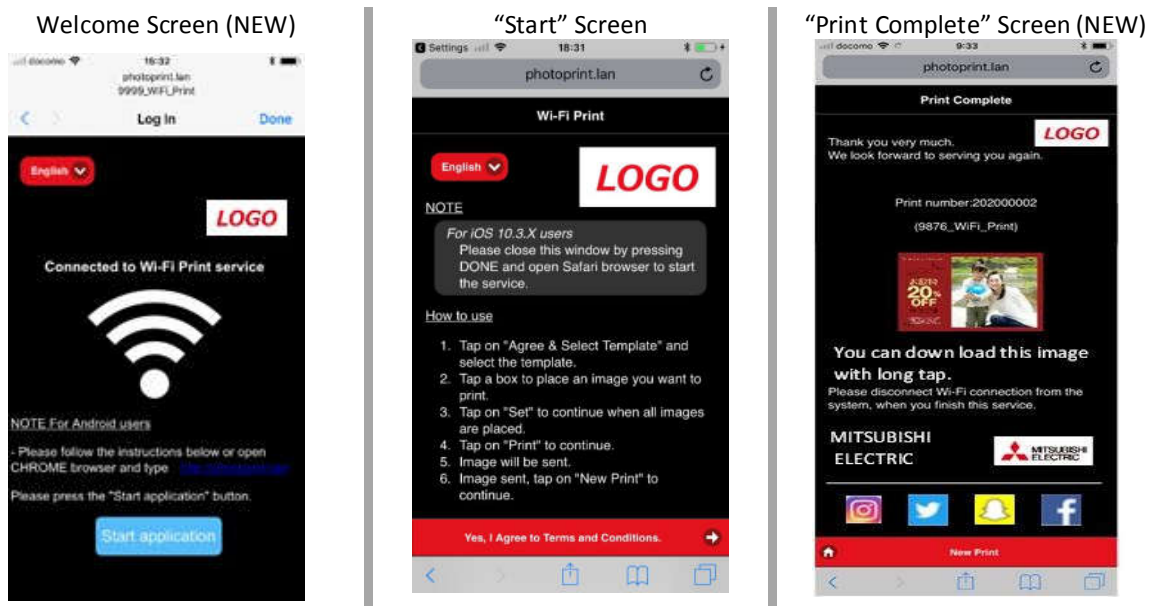 Welcome Screen (NEW)
docomo 16:32
photoprint.lan
9999_WiFi_Print
Log In Done
English
LOGO
Connected to Wi-Fi Print service
NOTE For Android users
- Please follow the instructions below or open
CHROME browser and type
Please press the "Start application" button.
Start application
“Start” Screen
Settings 18:31
photoprint.lan
Wi-Fi Print
English
LOGO
NOTE
For iOS 10.3.X users
Please close this window by pressing
DONE and open Safari browser to start
the service.
How to use
1. Tap on "Agree & Select Template" and
select the template.
2. Tap a box to place an image you want to
print.
3. Tap on "Set" to continue when all images
are placed.
4. Tap on "Print" to continue.
5. Image will be sent.
6. Image sent, tap on "New Print" to
continue.
Yes, I Agree to Terms and Conditions.
“Print Complete” Screen (NEW)
docomo 9:33
photoprint.lan
Print Complete
LOGO
Thank you very much.
We look forward to serving you again.
Print number:202000002
(9876_WiFi_Print)
20%
OFF
You can down load this image
with long tap.
Please disconnect Wi-Fi connection from the
system, when you finish this service.
MITSUBISHI
ELECTRIC
MITSUBISHI
ELECTRIC
New Print